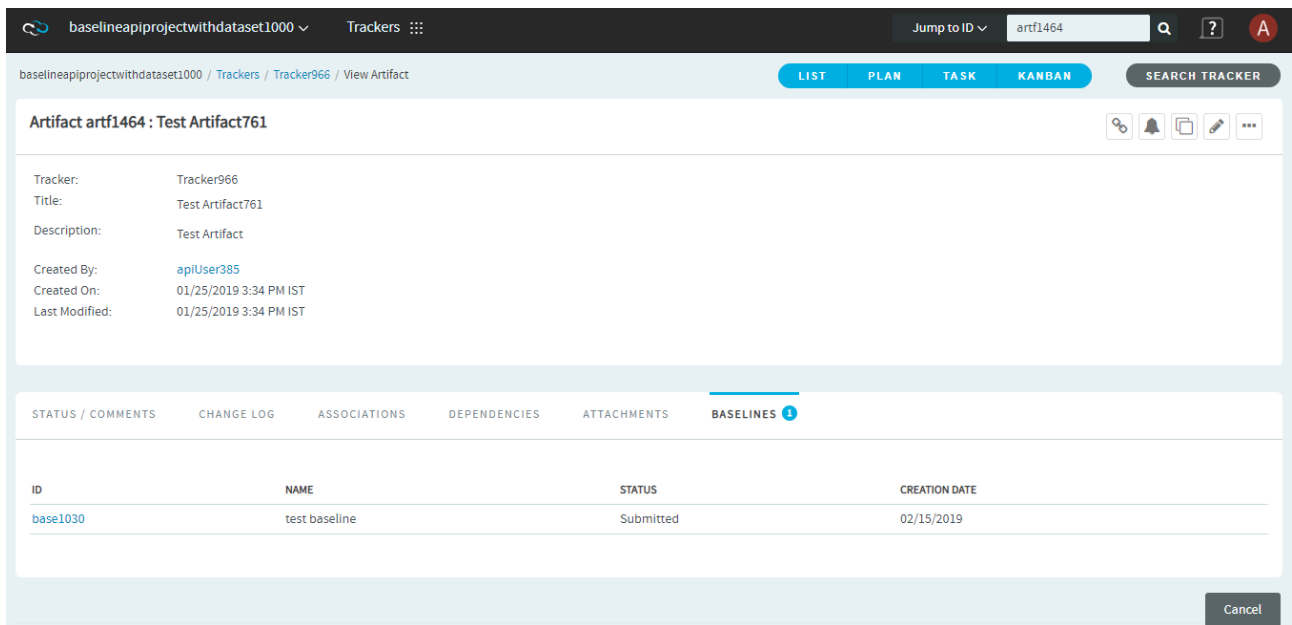 baselineapiprojectwithdataset1000 Trackers Jump to ID artf1464 ? A
baselineapiprojectwithdataset1000 / Trackers / Tracker966 / View Artifact LIST PLAN TASK KANBAN SEARCH TRACKER
Artifact artf1464 : Test Artifact761
Tracker: Tracker966
Title: Test Artifact761
Description: Test Artifact
Created By: apiUser385
Created On: 01/25/2019 3:34 PM IST
Last Modified: 01/25/2019 3:34 PM IST
STATUS / COMMENTS CHANGE LOG ASSOCIATIONS DEPENDENCIES ATTACHMENTS BASELINES 1
ID NAME STATUS CREATION DATE
base1030 test baseline Submitted 02/15/2019
Cancel